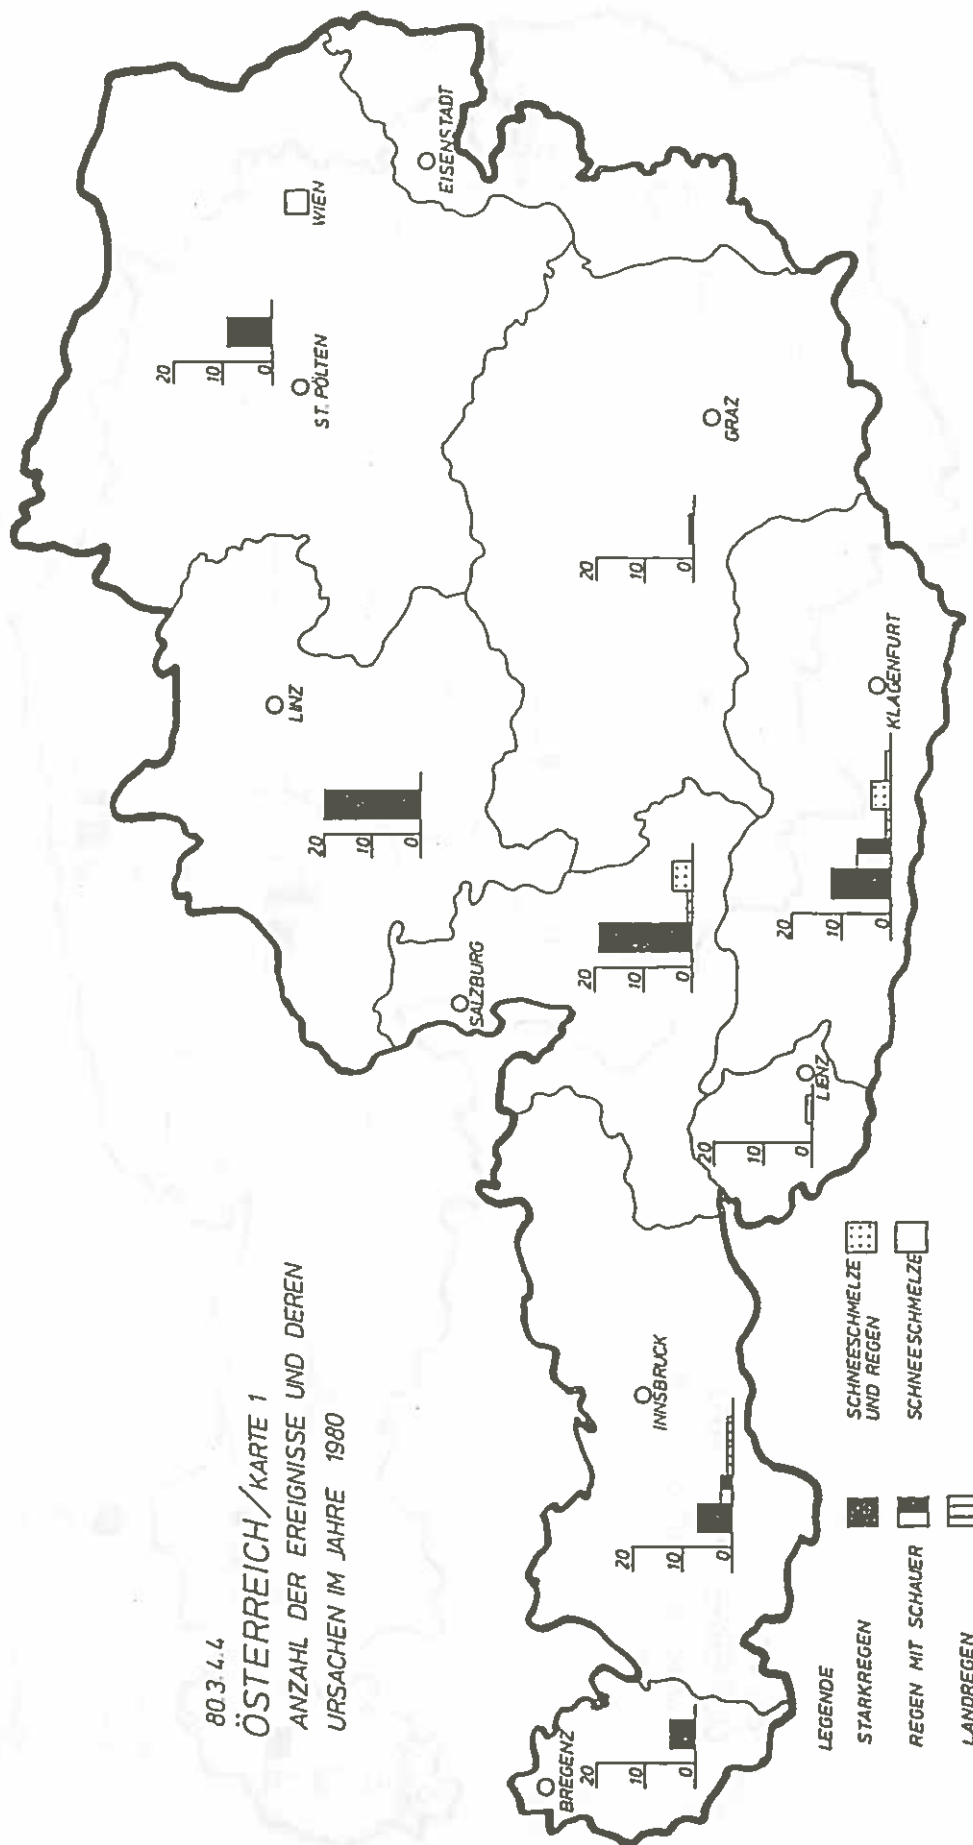 80.3.4.4
ÖSTERREICH/KARTE 1
ANZAHL DER EREIGNISSE UND DEREN
URSACHEN IM JAHRE 1980
20
10
0
ST. PÖLTEN
WIEN
EISENSTADT
LINZ
20
10
0
SALZBURG
20
10
0
20
10
0
GRAZ
20
10
0
KLAGENFURT
20
10
0
LIENZ
INNSBRUCK
20
10
0
BREGENZ
20
10
0
LEGENDE
STARKREGEN
REGEN MIT SCHAUER
LANDREGEN
SCHNEESCHMELZE
UND REGEN
SCHNEESCHMELZE